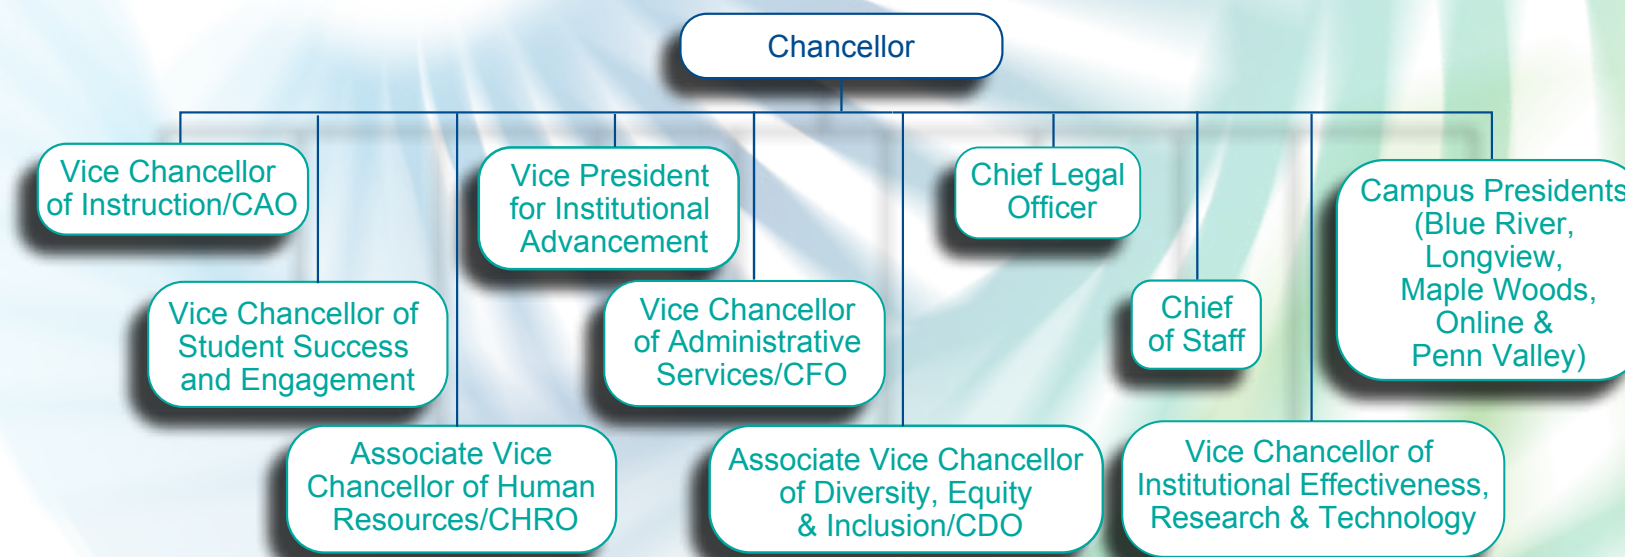 Chancellor
Vice Chancellor
of Instruction/CAO
Vice Chancellor of
Student Success
and Engagement
Associate Vice
Chancellor of Human
Resources/CHRO
Vice President
for Institutional
Advancement
Vice Chancellor
of Administrative
Services/CFO
Associate Vice Chancellor
of Diversity, Equity
& Inclusion/CDO
Chief Legal
Officer
Chief
of Staff
Vice Chancellor of
Institutional Effectiveness,
Research & Technology
Campus Presidents
(Blue River,
Longview,
Maple Woods,
Online &
Penn Valley)